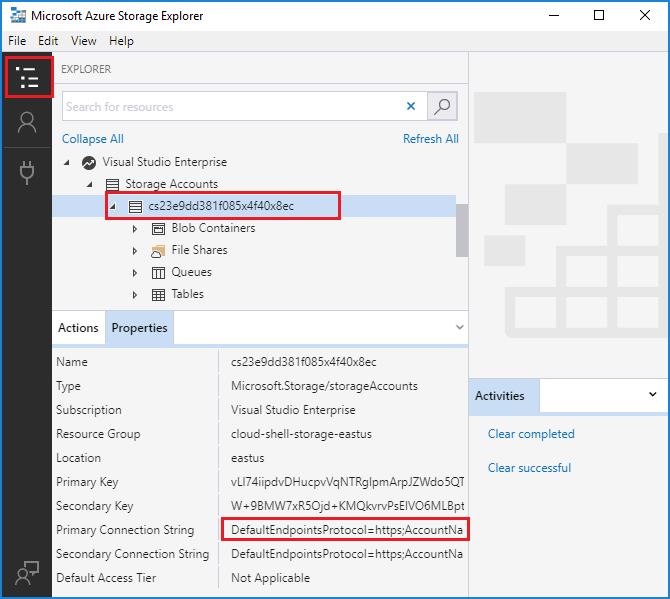 Microsoft Azure Storage Explorer
File Edit View Help
EXPLORER
Search for resources
Collapse All Refresh All
Visual Studio Enterprise
Storage Accounts
cs23e9dd381f085x4f40x8ec
Blob Containers
File Shares
Queues
Tables
Actions Properties
Name cs23e9dd381f085x4f40x8ec
Type Microsoft.Storage/storageAccounts
Subscription Visual Studio Enterprise
Resource Group cloud-shell-storage-eastus
Location eastus
Primary Key
Secondary Key
Primary Connection String DefaultEndpointsProtocol=https;AccountNa
Secondary Connection String DefaultEndpointsProtocol=https;AccountNa
Default Access Tier Not Applicable
Activities
Clear completed
Clear successful